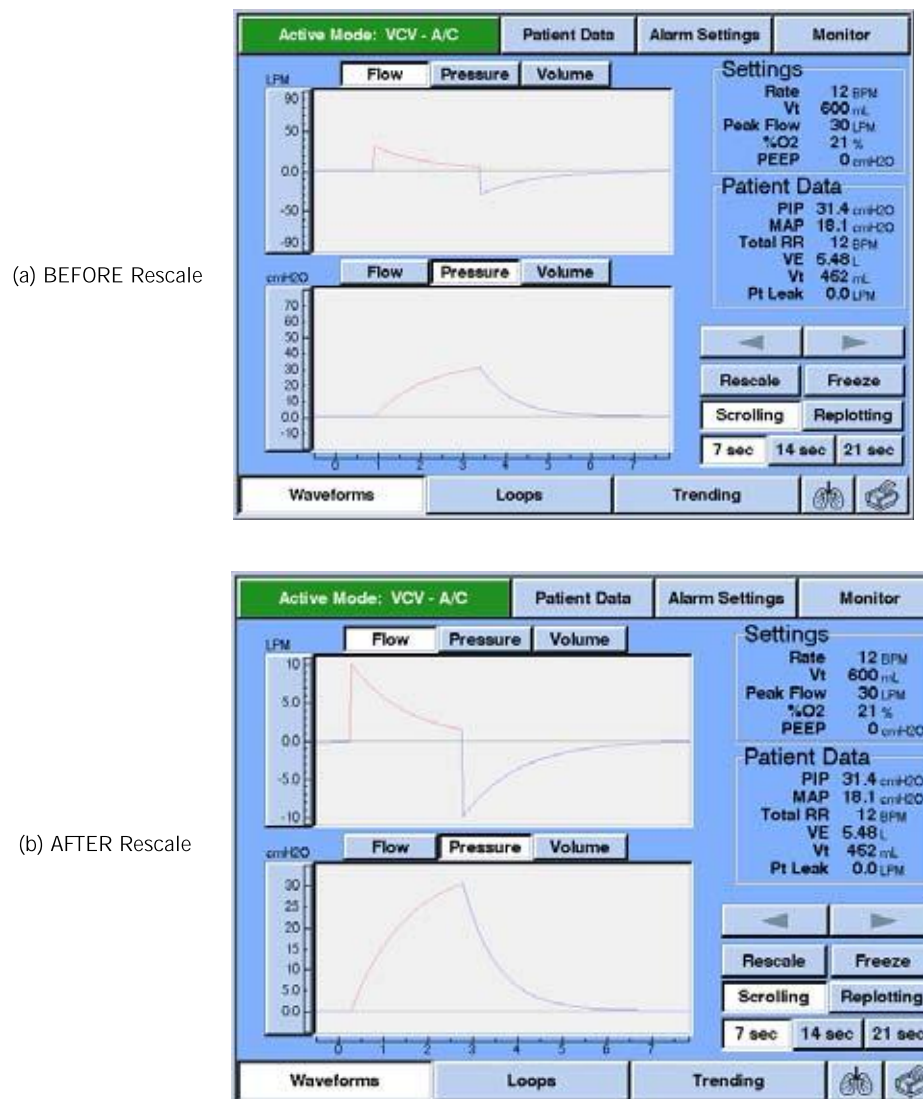 (a) BEFORE Rescale
Active Mode: VCV - A/C Patient Data Alarm Settings Monitor
LPM Flow Pressure Volume
90
50
0.0
-50
-90
cmH2O Flow Pressure Volume
70
60
50
40
30
20
10
0.0
-10
0 1 2 3 4 5 6 7
Settings
Rate 12 BPM
Vt 600 mL
Peak Flow 30 LPM
%O2 21 %
PEEP 0 cmH2O
Patient Data
PIP 31.4 cmH2O
MAP 18.1 cmH2O
Total RR 12 BPM
VE 5.48 L
Vt 452 mL
Pt Leak 0.0 LPM
Rescale Freeze
Scrolling Replotting
7 sec 14 sec 21 sec
Waveforms Loops Trending
(b) AFTER Rescale
Active Mode: VCV - A/C Patient Data Alarm Settings Monitor
LPM Flow Pressure Volume
10
5.0
0.0
-5.0
-10
cmH2O Flow Pressure Volume
30
25
20
15
10
5.0
0.0
0 1 2 3 4 5 6 7
Settings
Rate 12 BPM
Vt 600 mL
Peak Flow 30 LPM
%O2 21 %
PEEP 0 cmH2O
Patient Data
PIP 31.4 cmH2O
MAP 18.1 cmH2O
Total RR 12 BPM
VE 5.48 L
Vt 452 mL
Pt Leak 0.0 LPM
Rescale Freeze
Scrolling Replotting
7 sec 14 sec 21 sec
Waveforms Loops Trending